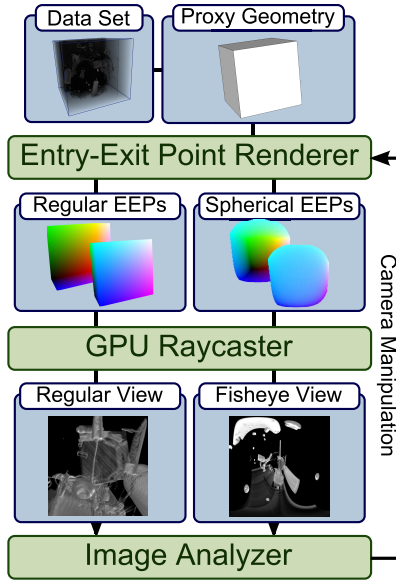 Data Set
Proxy Geometry
Entry-Exit Point Renderer
Regular EEPs
Spherical EEPs
GPU Raycaster
Regular View
Fisheye View
Image Analyzer
Camera Manipulation